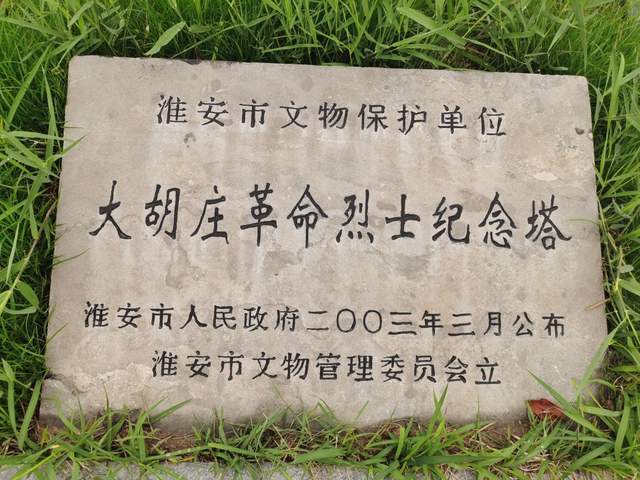 淮安市文物保护单位
大胡庄革命烈士纪念塔
淮安市人民政府二〇〇三年三月公布
淮安市文物管理委员会立